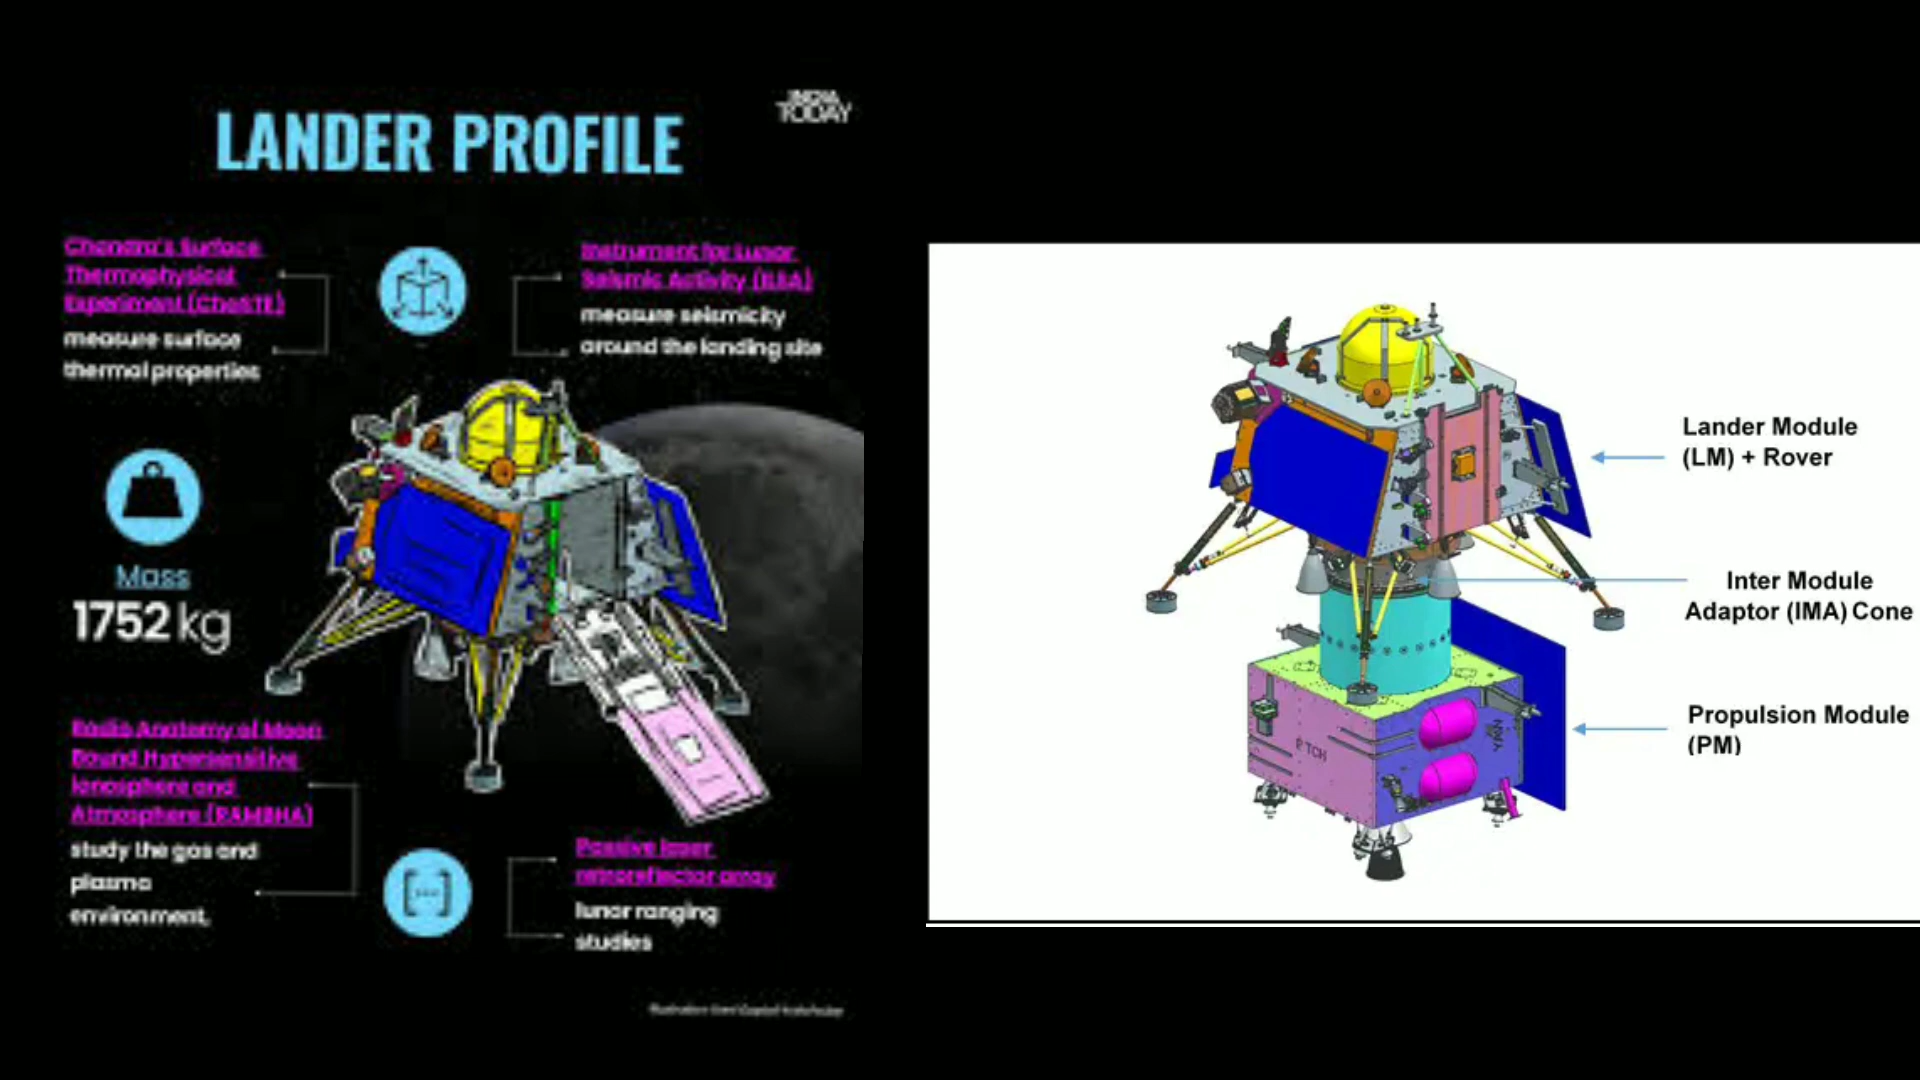 INDIA
TODAY
LANDER PROFILE
Chandra's Surface
Thermophysical
Experiment (ChaSTE)
measure surface
thermal properties
Instrument for Lunar
Seismic Activity (ILSA)
measure seismicity
around the landing site
Mass
1752 kg
Radio Anatomy of Moon
Bound Hypersensitive
ionosphere and
Atmosphere (RAMBHA)
study the gas and
plasma
environment,
Passive laser
retroreflector array
lunar ranging
studies
Lander Module
(LM) + Rover
Inter Module
Adaptor (IMA) Cone
Propulsion Module
(PM)